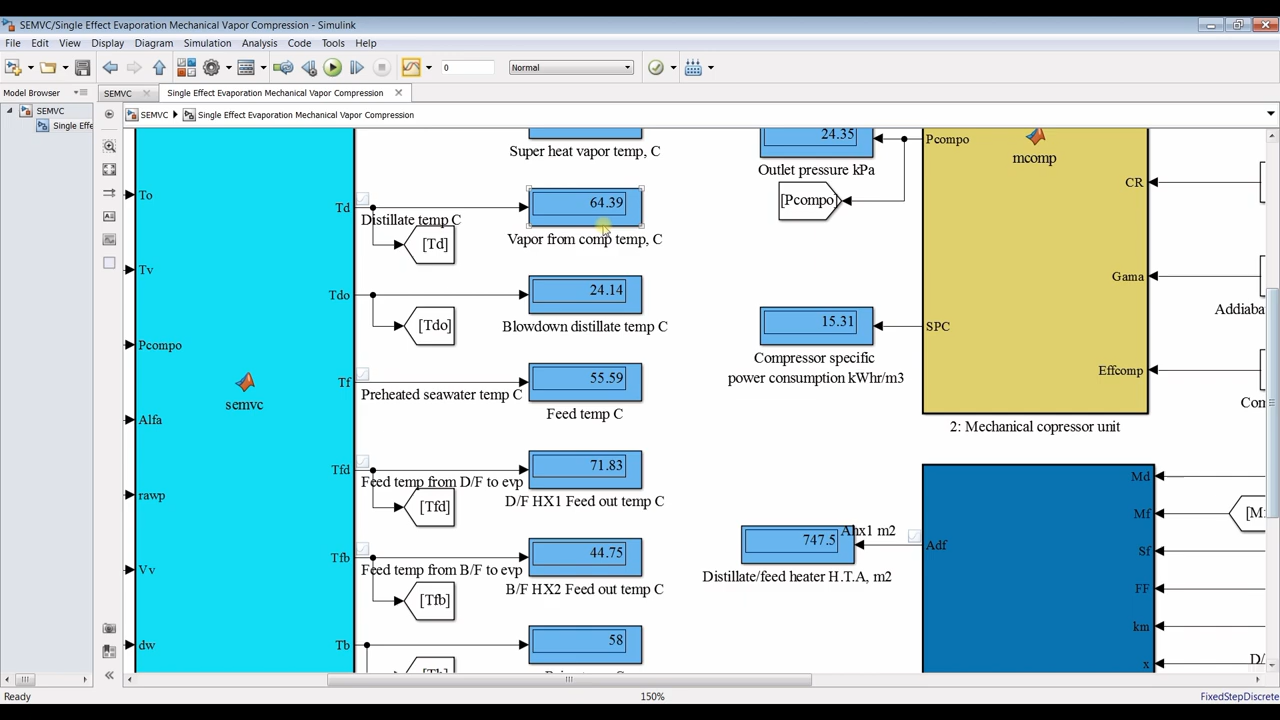 SEMVC/Single Effect Evaporation Mechanical Vapor Compression - Simulink
File Edit View Display Diagram Simulation Analysis Code Tools Help
0 Normal
Model Browser
SEMVC
Single Effe
SEMVC Single Effect Evaporation Mechanical Vapor Compression
SEMVC Single Effect Evaporation Mechanical Vapor Compression
To
Tv
Pcompo
Alfa
rawp
Vv
dw
semvc
Td
Tdo
Tf
Tfd
Tfb
Tb
Super heat vapor temp, C
Distillate temp C
[Td]
64.39
Vapor from comp temp, C
[Tdo]
24.14
Blowdown distillate temp C
Preheated seawater temp C
55.59
Feed temp C
Feed temp from D/F to evp
[Tfd]
71.83
D/F HX1 Feed out temp C
Feed temp from B/F to evp
[Tfb]
44.75
B/F HX2 Feed out temp C
58
24.35
Outlet pressure kPa
[Pcompo]
15.31
Compressor specific
power consumption kWhr/m3
747.5
Ahx1 m2
Distillate/feed heater H.T.A, m2
Pcompo
mcomp
CR
Gama
SPC
Effcomp
2: Mechanical copressor unit
Addiaba
Con
Adf
Md
Mf
Sf
FF
km
x
[M
D/
Ready
150%
FixedStepDiscrete